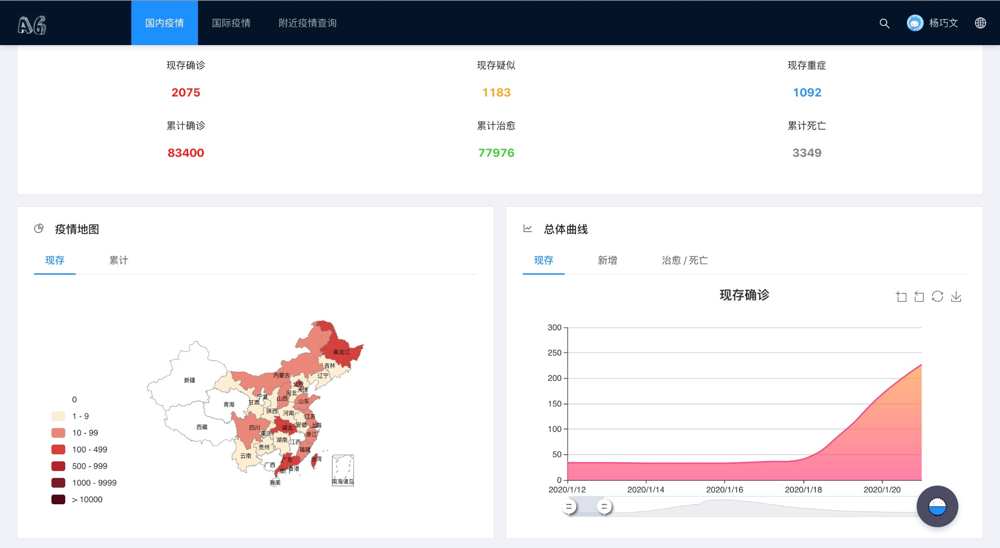 A6 国内疫情 国际疫情 附近疫情查询 杨巧文
现存确诊 现存疑似 现存重症
2075 1183 1092
累计确诊 累计治愈 累计死亡
83400 77976 3349
疫情地图
现存 累计
黑龙江
吉林
内蒙古 辽宁
新疆
北京
天津
河北
宁夏
山西
甘肃 山东
青海
陕西 河南
江苏
安徽 上海
西藏 四川 湖北
重庆 浙江
湖南 江西
贵州 福建
云南 广东 台湾
广西
澳门 香港
海南
南海诸岛
0
1 - 9
10 - 99
100 - 499
500 - 999
1000 - 9999
> 10000
总体曲线
现存 新增 治愈 / 死亡
现存确诊
300
250
200
150
100
50
0
2020/1/12 2020/1/14 2020/1/16 2020/1/18 2020/1/20